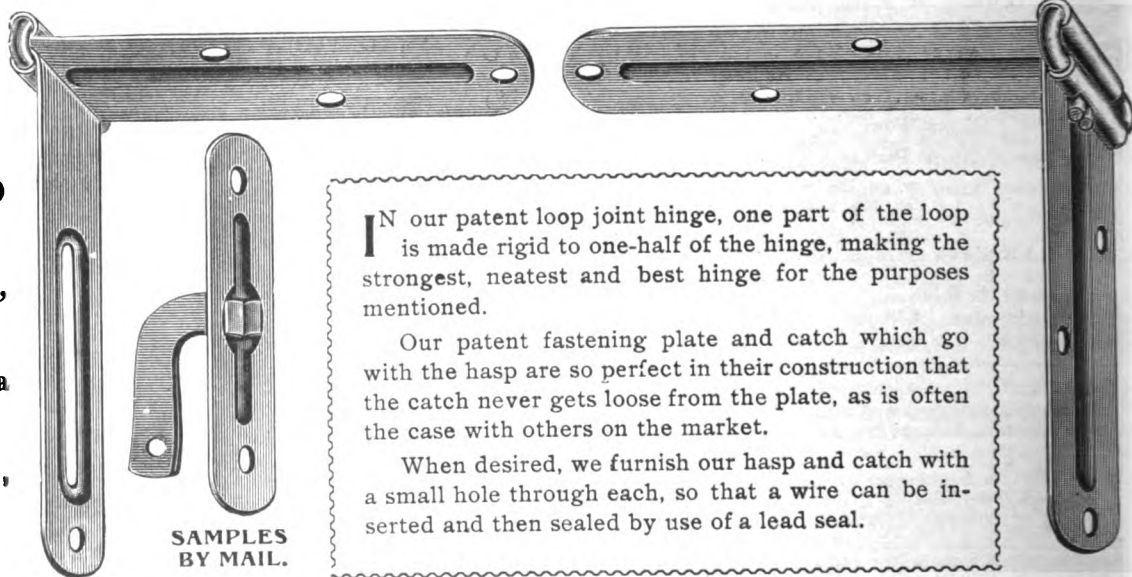 IN our patent loop joint hinge, one part of the loop
is made rigid to one-half of the hinge, making the
strongest, neatest and best hinge for the purposes
mentioned.
Our patent fastening plate and catch which go
with the hasp are so perfect in their construction that
the catch never gets loose from the plate, as is often
the case with others on the market.
When desired, we furnish our hasp and catch with
a small hole through each, so that a wire can be in-
serted and then sealed by use of a lead seal.
SAMPLES
BY MAIL.